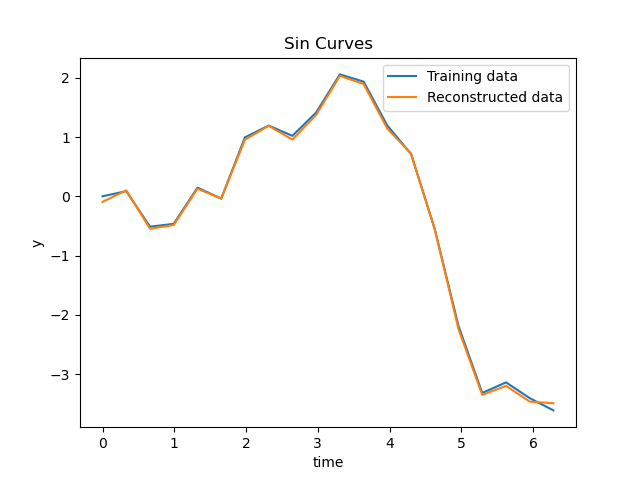 Sin Curves
Training data
Reconstructed data
2
1
0
−1
−2
−3
y
0 1 2 3 4 5 6
time